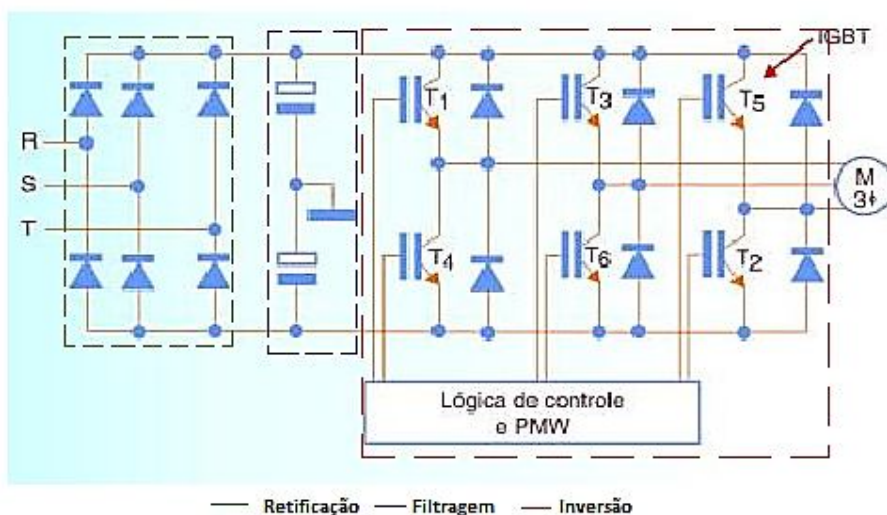 IGBT
T1
T3
T5
R
S
T
M
3ϕ
T4
T6
T2
Lógica de controle
e PMW
Retificação Filtragem Inversão